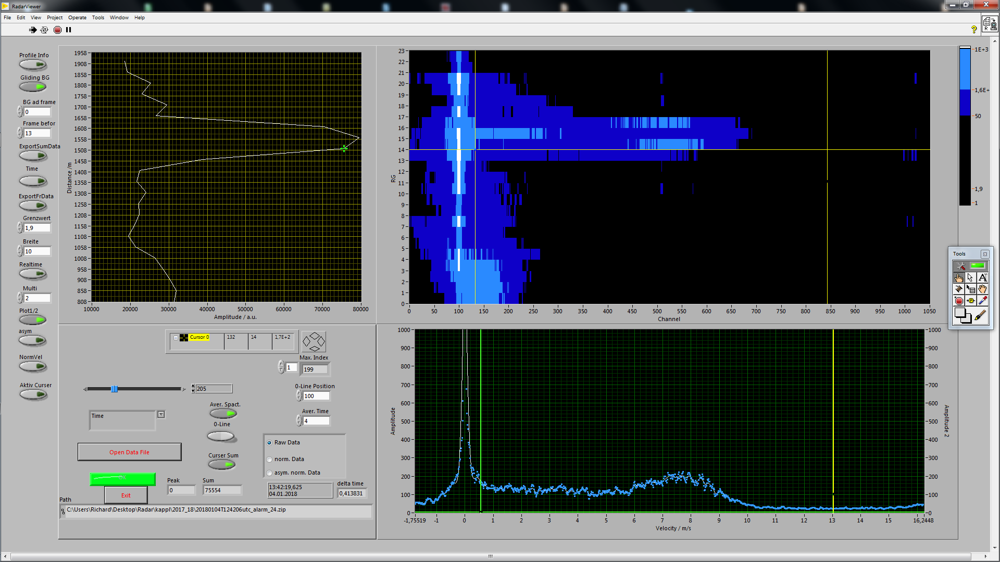 RadarViewer
File Edit View Project Operate Tools Window Help
Profile Info
Gliding BG
BG ad frame
0
Frame befor
13
ExportSumData
Time
ExportFrData
Grenzwert
1,9
Breite
10
Realtime
Multi
2
Plot1/2
asym
NormVel
Aktiv Curser
1958
1908
1858
1808
1758
1708
1658
1608
1558
1508
1458
1408
1358
1308
1258
1208
1158
1108
1058
1008
958
908
858
808
Distance /m
10000 20000 30000 40000 50000 60000 70000 80000
Amplitude / a.u.
23
22
21
20
19
18
17
16
15
14
13
12
11
10
9
8
7
6
5
4
3
2
1
0
RG
0 50 100 150 200 250 300 350 400 450 500 550 600 650 700 750 800 850 900 950 1000 1050
Channel
1E+3
1,6E+
50
1,9
1
Tools
Cursor 0 132 14 1,7E+2
Max. Index
1 199
0-Line Position
100
205
Aver. Spact.
Aver. Time
4
Time
0-Line
Open Data File
Raw Data
norm. Data
asym. norm. Data
Curser Sum
OK
Exit
Peak
0
Sum
75554
13:42:19,625
04.01.2018
delta time
0,413831
Path
C:\Users\Richard\Desktop\Radar\kappl\2017_18\20180104T124206utc_alarm_24.zip
1000
900
800
700
600
500
400
300
200
100
0
Amplitude
-1,75519 -1 0 1 2 3 4 5 6 7 8 9 10 11 12 13 14 15 16,2448
Velocity / m/s
1000
900
800
700
600
500
400
300
200
100
0
Amplitude 2